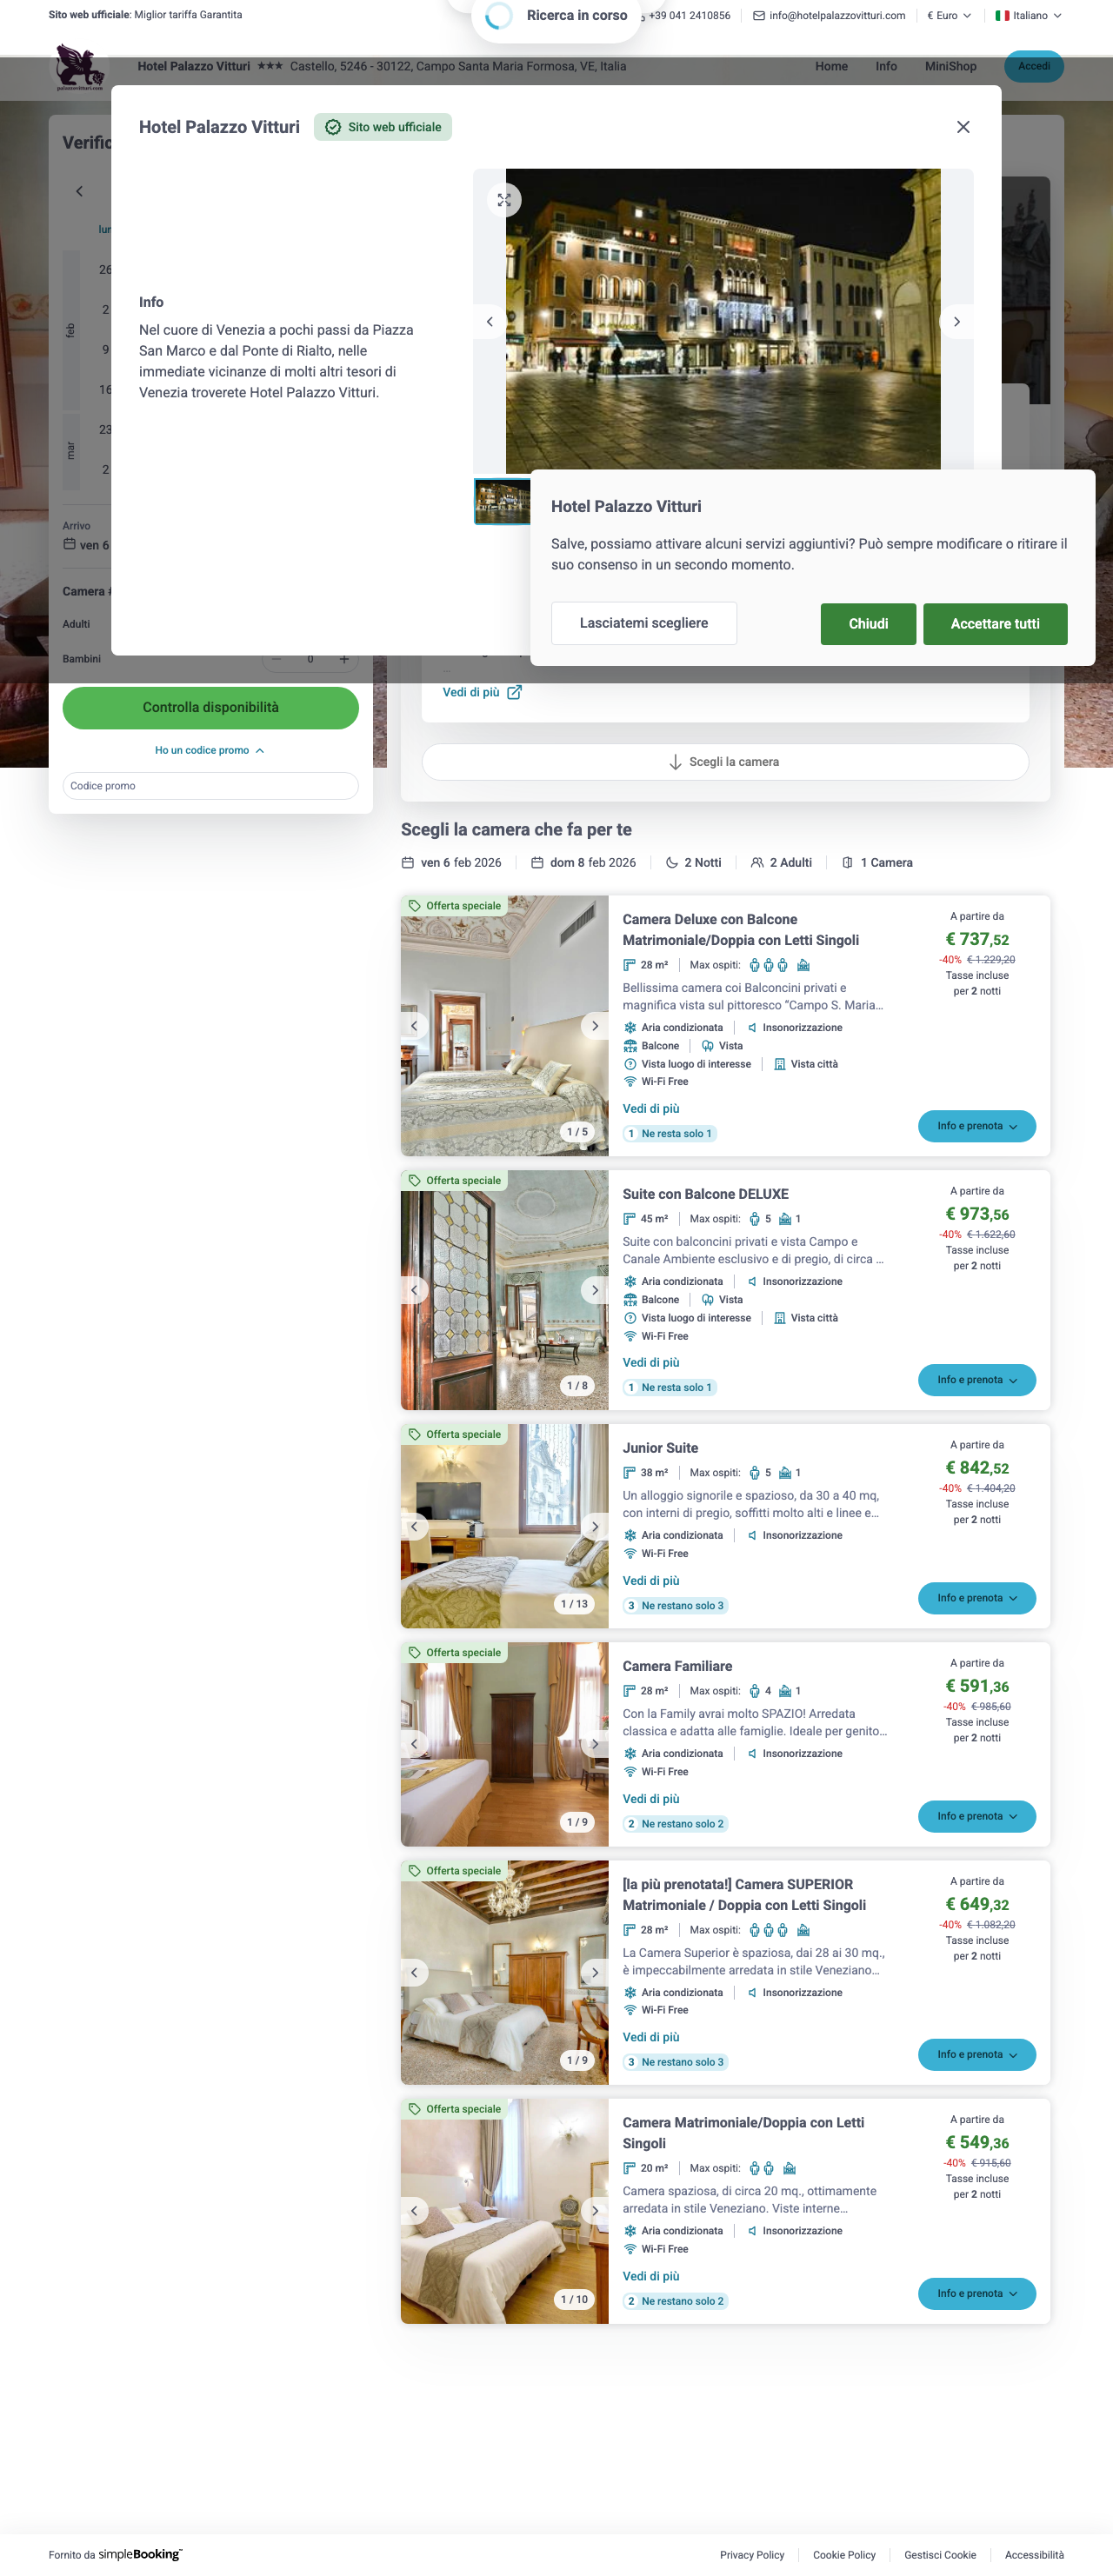 Sito web ufficiale: Miglior tariffa Garantita
Ricerca in corso
+39 041 2410856
info@hotelpalazzovitturi.com
€ Euro
Italiano
Hotel Palazzo Vitturi ★★★ Castello, 5246 - 30122, Campo Santa Maria Formosa, VE, Italia
Home
Info
MiniShop
Accedi
palazzovitturi.com
Hotel Palazzo Vitturi
Sito web ufficiale
Info
Nel cuore di Venezia a pochi passi da Piazza
San Marco e dal Ponte di Rialto, nelle
immediate vicinanze di molti altri tesori di
Venezia troverete Hotel Palazzo Vitturi.
lun
26
2
feb
9
16
23
mar
2
Arrivo
ven 6
Camera
Adulti
Bambini
0
Controlla disponibilità
Ho un codice promo
Codice promo
Hotel Palazzo Vitturi
Salve, possiamo attivare alcuni servizi aggiuntivi? Può sempre modificare o ritirare il
suo consenso in un secondo momento.
Lasciatemi scegliere
Chiudi
Accettare tutti
Vedi di più
Scegli la camera
Scegli la camera che fa per te
ven 6 feb 2026
dom 8 feb 2026
2 Notti
2 Adulti
1 Camera
Offerta speciale
1 / 5
Camera Deluxe con Balcone
Matrimoniale/Doppia con Letti Singoli
28 m² Max ospiti:
Bellissima camera coi Balconcini privati e
magnifica vista sul pittoresco “Campo S. Maria…
Aria condizionata Insonorizzazione
Balcone Vista
Vista luogo di interesse Vista città
Wi-Fi Free
Vedi di più
1 Ne resta solo 1
A partire da
€ 737,52
-40% € 1.229,20
Tasse incluse
per 2 notti
Info e prenota
Offerta speciale
1 / 8
Suite con Balcone DELUXE
45 m² Max ospiti: 5 1
Suite con balconcini privati e vista Campo e
Canale Ambiente esclusivo e di pregio, di circa …
Aria condizionata Insonorizzazione
Balcone Vista
Vista luogo di interesse Vista città
Wi-Fi Free
Vedi di più
1 Ne resta solo 1
A partire da
€ 973,56
-40% € 1.622,60
Tasse incluse
per 2 notti
Info e prenota
Offerta speciale
1 / 13
Junior Suite
38 m² Max ospiti: 5 1
Un alloggio signorile e spazioso, da 30 a 40 mq,
con interni di pregio, soffitti molto alti e linee e…
Aria condizionata Insonorizzazione
Wi-Fi Free
Vedi di più
3 Ne restano solo 3
A partire da
€ 842,52
-40% € 1.404,20
Tasse incluse
per 2 notti
Info e prenota
Offerta speciale
1 / 9
Camera Familiare
28 m² Max ospiti: 4 1
Con la Family avrai molto SPAZIO! Arredata
classica e adatta alle famiglie. Ideale per genito…
Aria condizionata Insonorizzazione
Wi-Fi Free
Vedi di più
2 Ne restano solo 2
A partire da
€ 591,36
-40% € 985,60
Tasse incluse
per 2 notti
Info e prenota
Offerta speciale
1 / 9
[la più prenotata!] Camera SUPERIOR
Matrimoniale / Doppia con Letti Singoli
28 m² Max ospiti:
La Camera Superior è spaziosa, dai 28 ai 30 mq.,
è impeccabilmente arredata in stile Veneziano…
Aria condizionata Insonorizzazione
Wi-Fi Free
Vedi di più
3 Ne restano solo 3
A partire da
€ 649,32
-40% € 1.082,20
Tasse incluse
per 2 notti
Info e prenota
Offerta speciale
1 / 10
Camera Matrimoniale/Doppia con Letti
Singoli
20 m² Max ospiti:
Camera spaziosa, di circa 20 mq., ottimamente
arredata in stile Veneziano. Viste interne…
Aria condizionata Insonorizzazione
Wi-Fi Free
Vedi di più
2 Ne restano solo 2
A partire da
€ 549,36
-40% € 915,60
Tasse incluse
per 2 notti
Info e prenota
Fornito da simpleBooking™
Privacy Policy
Cookie Policy
Gestisci Cookie
Accessibilità